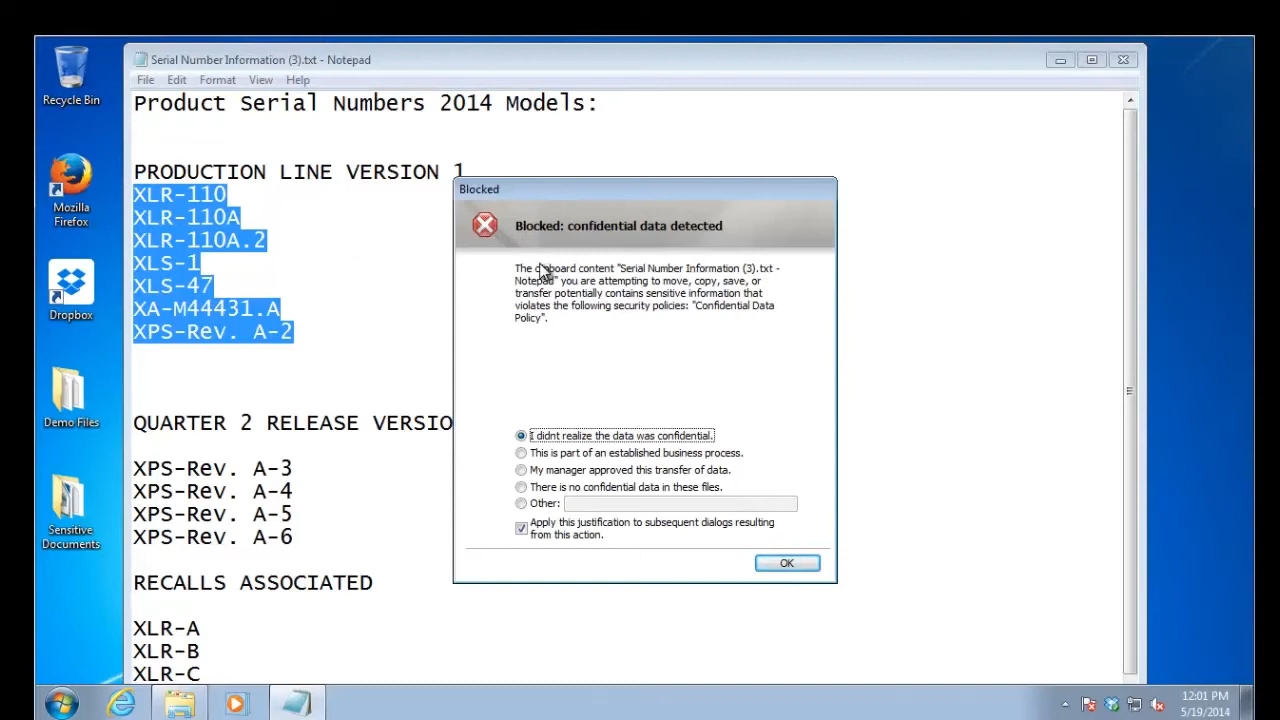 Serial Number Information (3).txt - Notepad
File Edit Format View Help
Recycle Bin
Mozilla
Firefox
Dropbox
Demo Files
Sensitive
Documents
Product Serial Numbers 2014 Models:
PRODUCTION LINE VERSION 1
XLR-110
XLR-110A
XLR-110A.2
XLS-1
XLS-47
XA-M44431.A
XPS-Rev. A-2
QUARTER 2 RELEASE VERSIO
XPS-Rev. A-3
XPS-Rev. A-4
XPS-Rev. A-5
XPS-Rev. A-6
RECALLS ASSOCIATED
XLR-A
XLR-B
XLR-C
Blocked
Blocked: confidential data detected
The clipboard content "Serial Number Information (3).txt -
Notepad" you are attempting to move, copy, save, or
transfer potentially contains sensitive information that
violates the following security policies: "Confidential Data
Policy".
I didnt realize the data was confidential.
This is part of an established business process.
My manager approved this transfer of data.
There is no confidential data in these files.
Other:
Apply this justification to subsequent dialogs resulting
from this action.
OK
12:01 PM
5/19/2014